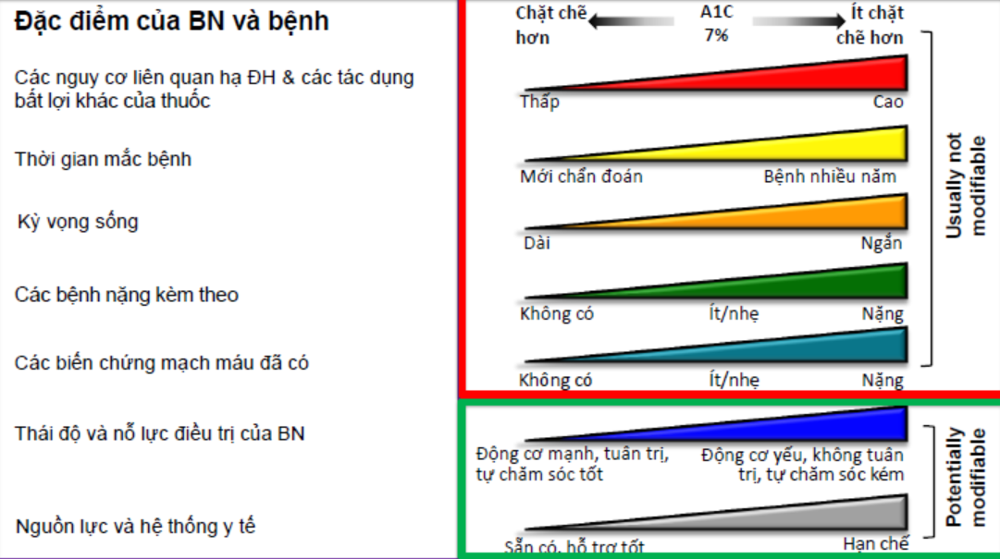 Đặc điểm của BN và bệnh
Chặt chẽ hơn
A1C 7%
Ít chặt chẽ hơn
Các nguy cơ liên quan hạ ĐH & các tác dụng
bất lợi khác của thuốc
Thấp
Cao
Thời gian mắc bệnh
Mới chẩn đoán
Bệnh nhiều năm
Kỳ vọng sống
Dài
Ngắn
Các bệnh nặng kèm theo
Không có
Ít/nhẹ
Nặng
Các biến chứng mạch máu đã có
Không có
Ít/nhẹ
Nặng
Usually not
modifiable
Thái độ và nỗ lực điều trị của BN
Động cơ mạnh, tuân trị,
tự chăm sóc tốt
Động cơ yếu, không tuân
trị, tự chăm sóc kém
Nguồn lực và hệ thống y tế
Sẵn có, hỗ trợ tốt
Hạn chế
Potentially
modifiable